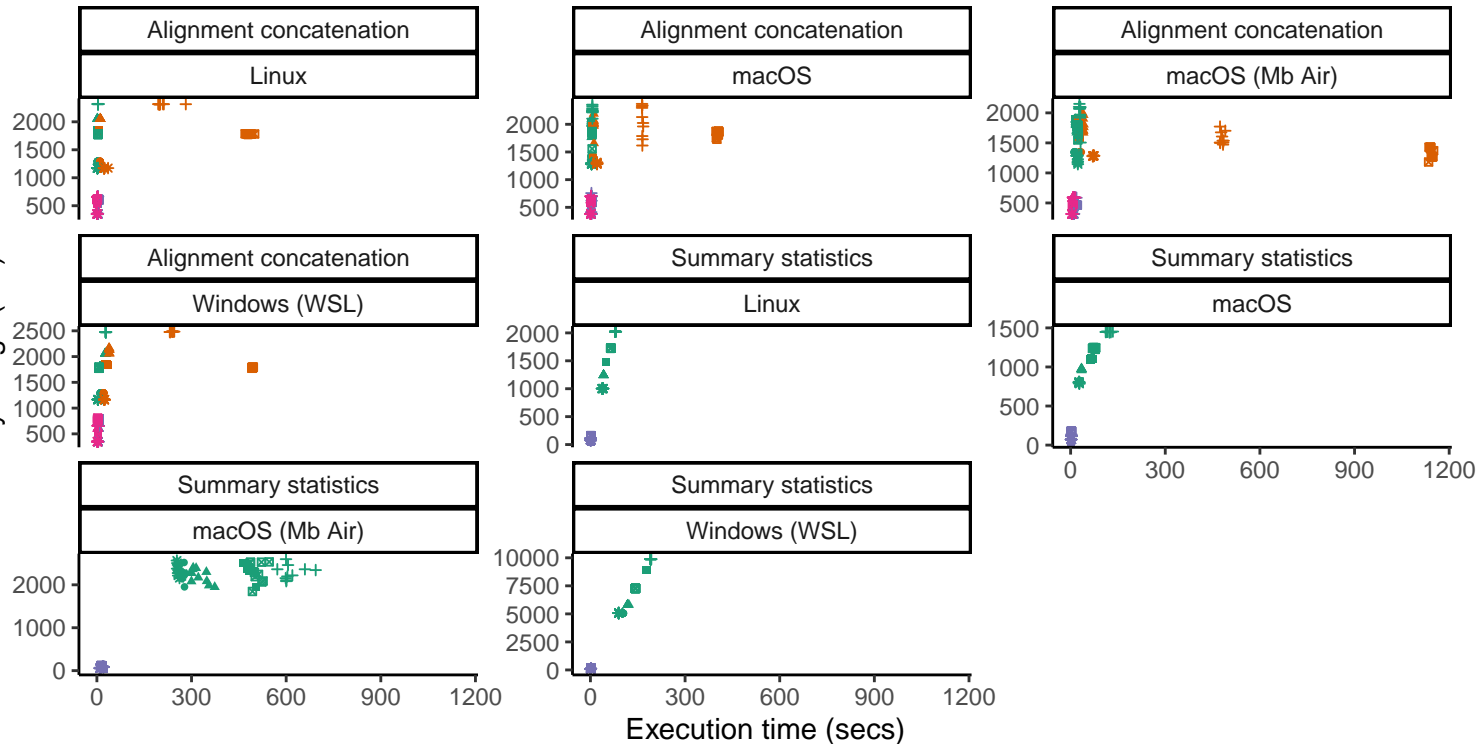 Alignment concatenation
Alignment concatenation
Alignment concatenation
Linux
macOS
macOS (Mb Air)
2000
1500
1000
500
2000
1500
1000
500
2000
1500
1000
500
Alignment concatenation
Summary statistics
Summary statistics
Windows (WSL)
Linux
macOS
2500
2000
1500
1000
500
2000
1500
1000
500
0
1500
1000
500
0
0 300 600 900 1200
Summary statistics
Summary statistics
macOS (Mb Air)
Windows (WSL)
2000
1000
0
10000
7500
5000
2500
0
0 300 600 900 1200
0 300 600 900 1200
Execution time (secs)